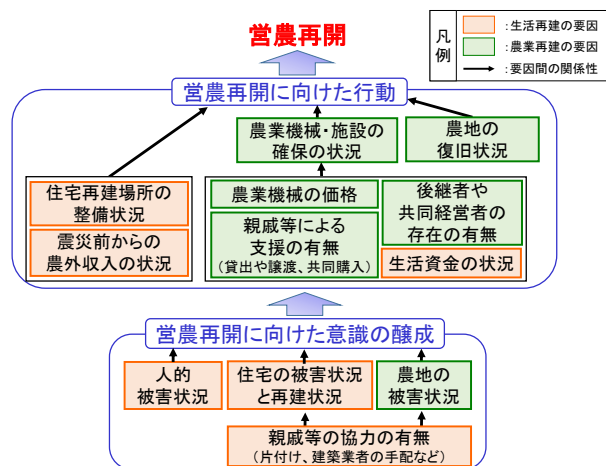 営農再開
凡例
:生活再建の要因
:農業再建の要因
:要因間の関係性
営農再開に向けた行動
農業機械・施設の
確保の状況
農地の
復旧状況
住宅再建場所の
整備状況
震災前からの
農外収入の状況
農業機械の価格
親戚等による
支援の有無
(貸出や譲渡、共同購入)
後継者や
共同経営者の
存在の有無
生活資金の状況
営農再開に向けた意識の醸成
人的
被害状況
住宅の被害状況
と再建状況
農地の
被害状況
親戚等の協力の有無
(片付け、建築業者の手配など)